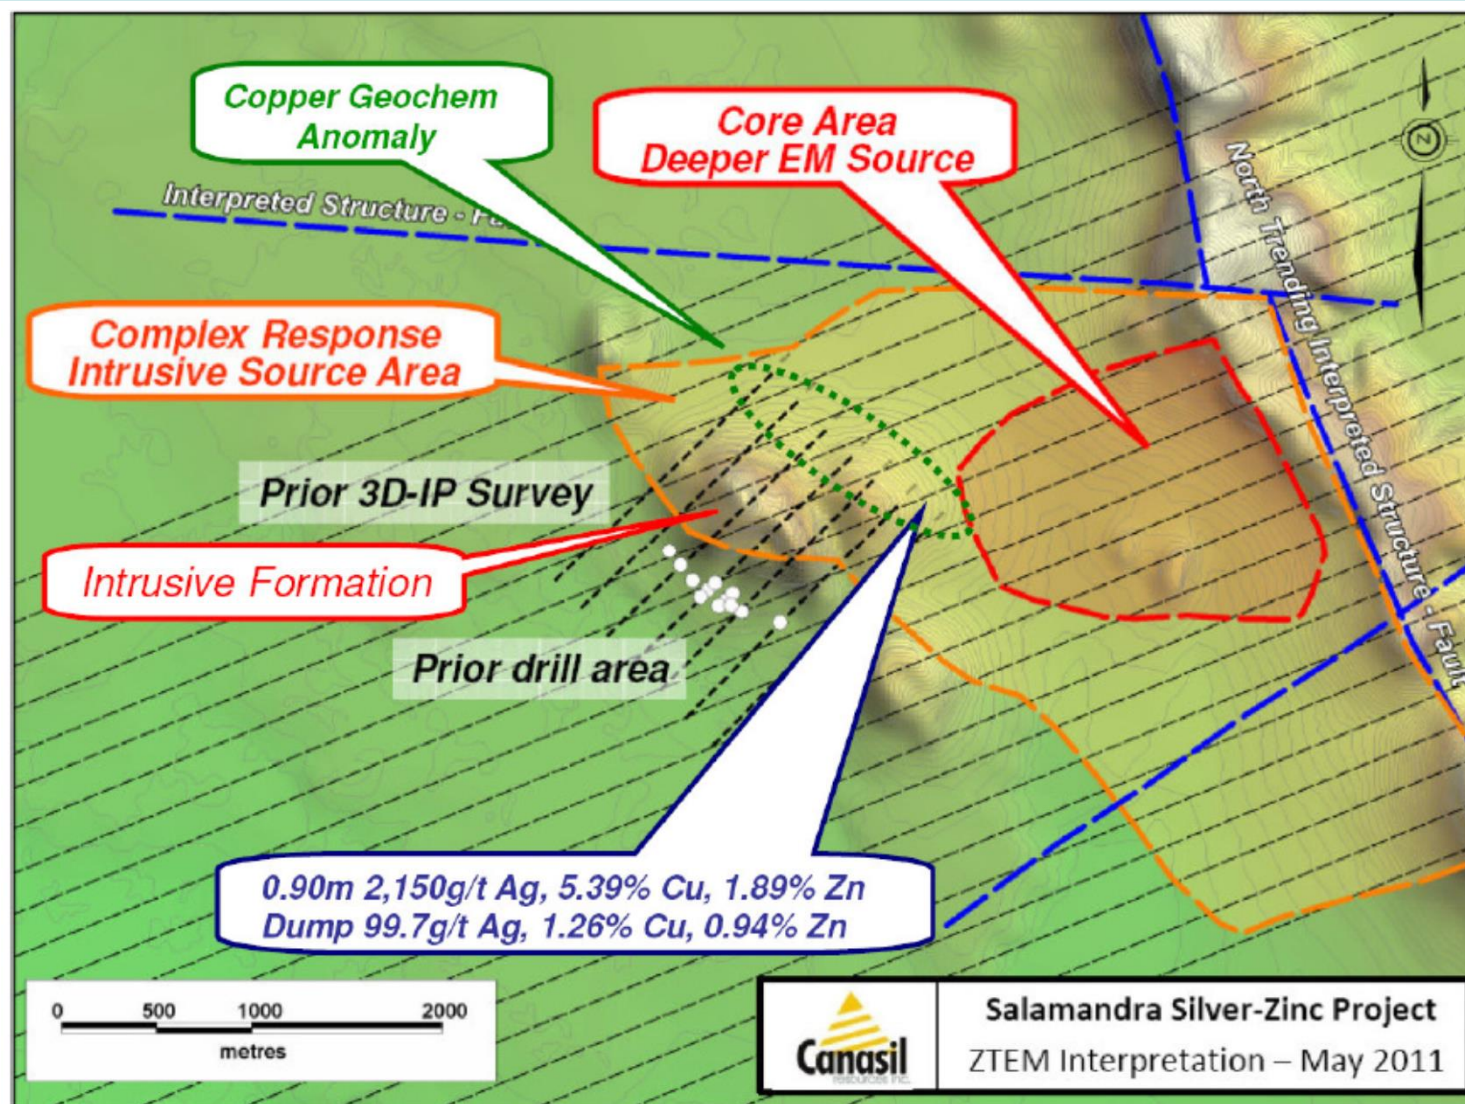 Copper Geochem
Anomaly
Core Area
Deeper EM Source
Interpreted Structure -
North Trending Interpreted Structure - Fault
Z
Complex Response
Intrusive Source Area
Prior 3D-IP Survey
Intrusive Formation
Prior drill area
0.90m 2,150g/t Ag, 5.39% Cu, 1.89% Zn
Dump 99.7g/t Ag, 1.26% Cu, 0.94% Zn
0 500 1000 2000
metres
Canasil
resources inc.
Salamandra Silver-Zinc Project
ZTEM Interpretation – May 2011